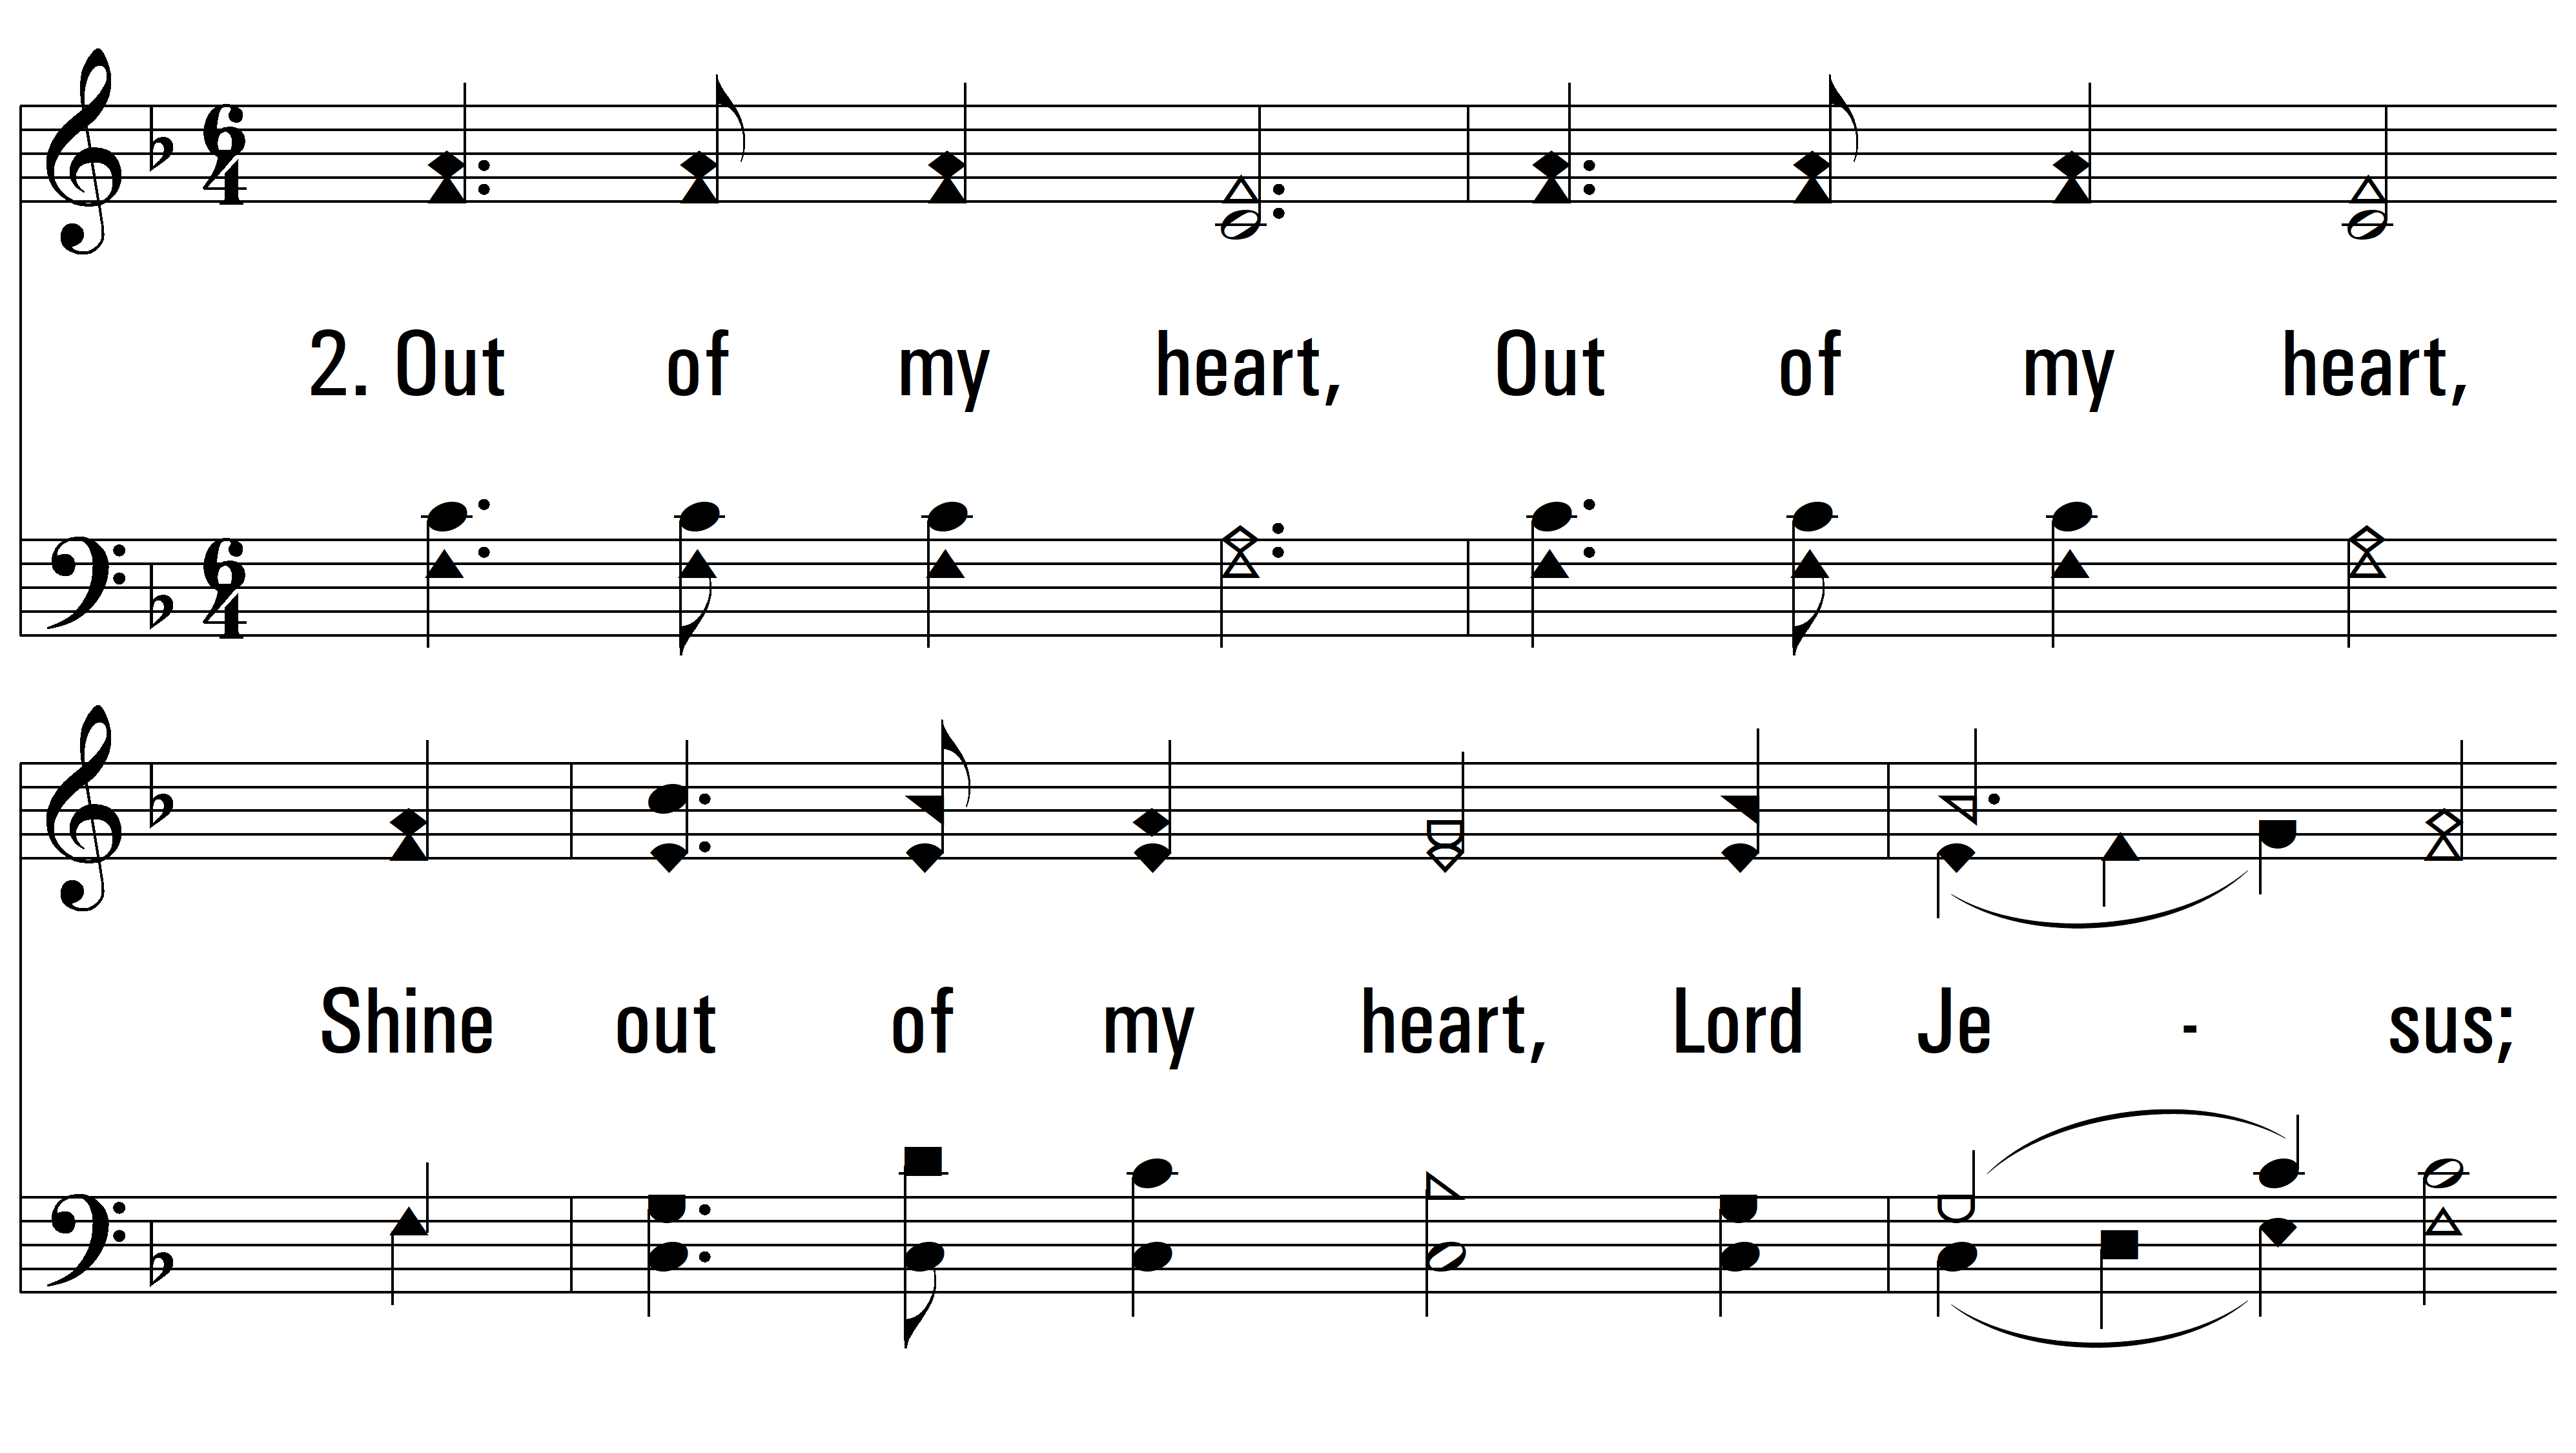 2. Out of my heart, Out of my heart,
Shine out of my heart, Lord Je - sus;